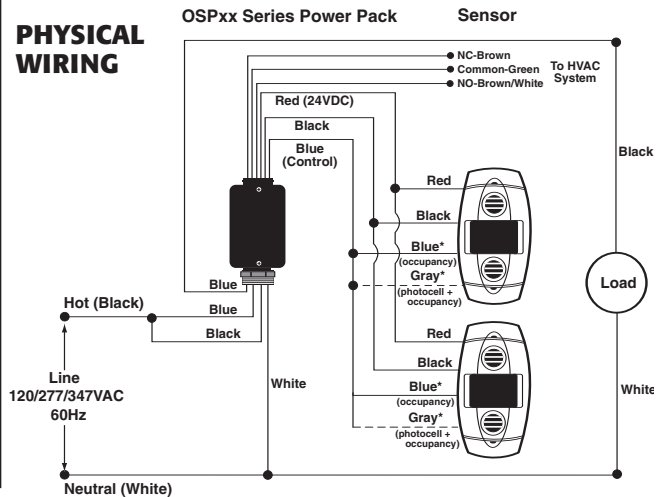 PHYSICAL
WIRING
OSPxx Series Power Pack
Sensor
NC-Brown
Common-Green
NO-Brown/White
To HVAC
System
Red (24VDC)
Black
Blue
(Control)
Black
Red
Black
Blue*
(occupancy)
Gray*
(photocell +
occupancy)
Load
Blue
Hot (Black)
Blue
Black
Red
Black
Blue*
(occupancy)
Gray*
(photocell +
occupancy)
White
White
Line
120/277/347VAC
60Hz
Neutral (White)